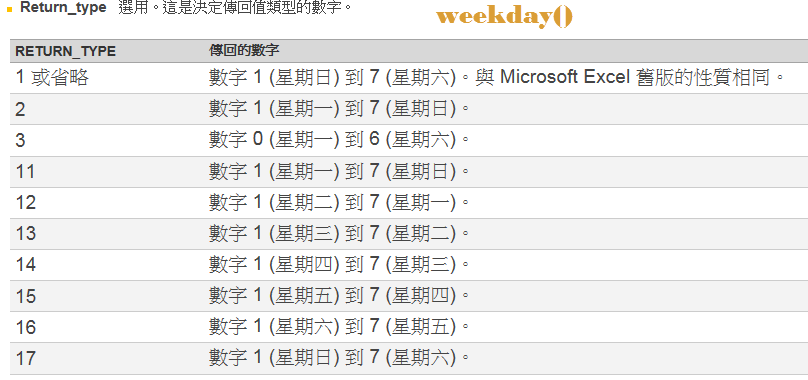 Return_type 選用。這是決定傳回值類型的數字。 weekday()
RETURN_TYPE 傳回的數字
1 或省略 數字 1 (星期日) 到 7 (星期六)。與 Microsoft Excel 舊版的性質相同。
2 數字 1 (星期一) 到 7 (星期日)。
3 數字 0 (星期一) 到 6 (星期六)。
11 數字 1 (星期一) 到 7 (星期日)。
12 數字 1 (星期二) 到 7 (星期一)。
13 數字 1 (星期三) 到 7 (星期二)。
14 數字 1 (星期四) 到 7 (星期三)。
15 數字 1 (星期五) 到 7 (星期四)。
16 數字 1 (星期六) 到 7 (星期五)。
17 數字 1 (星期日) 到 7 (星期六)。